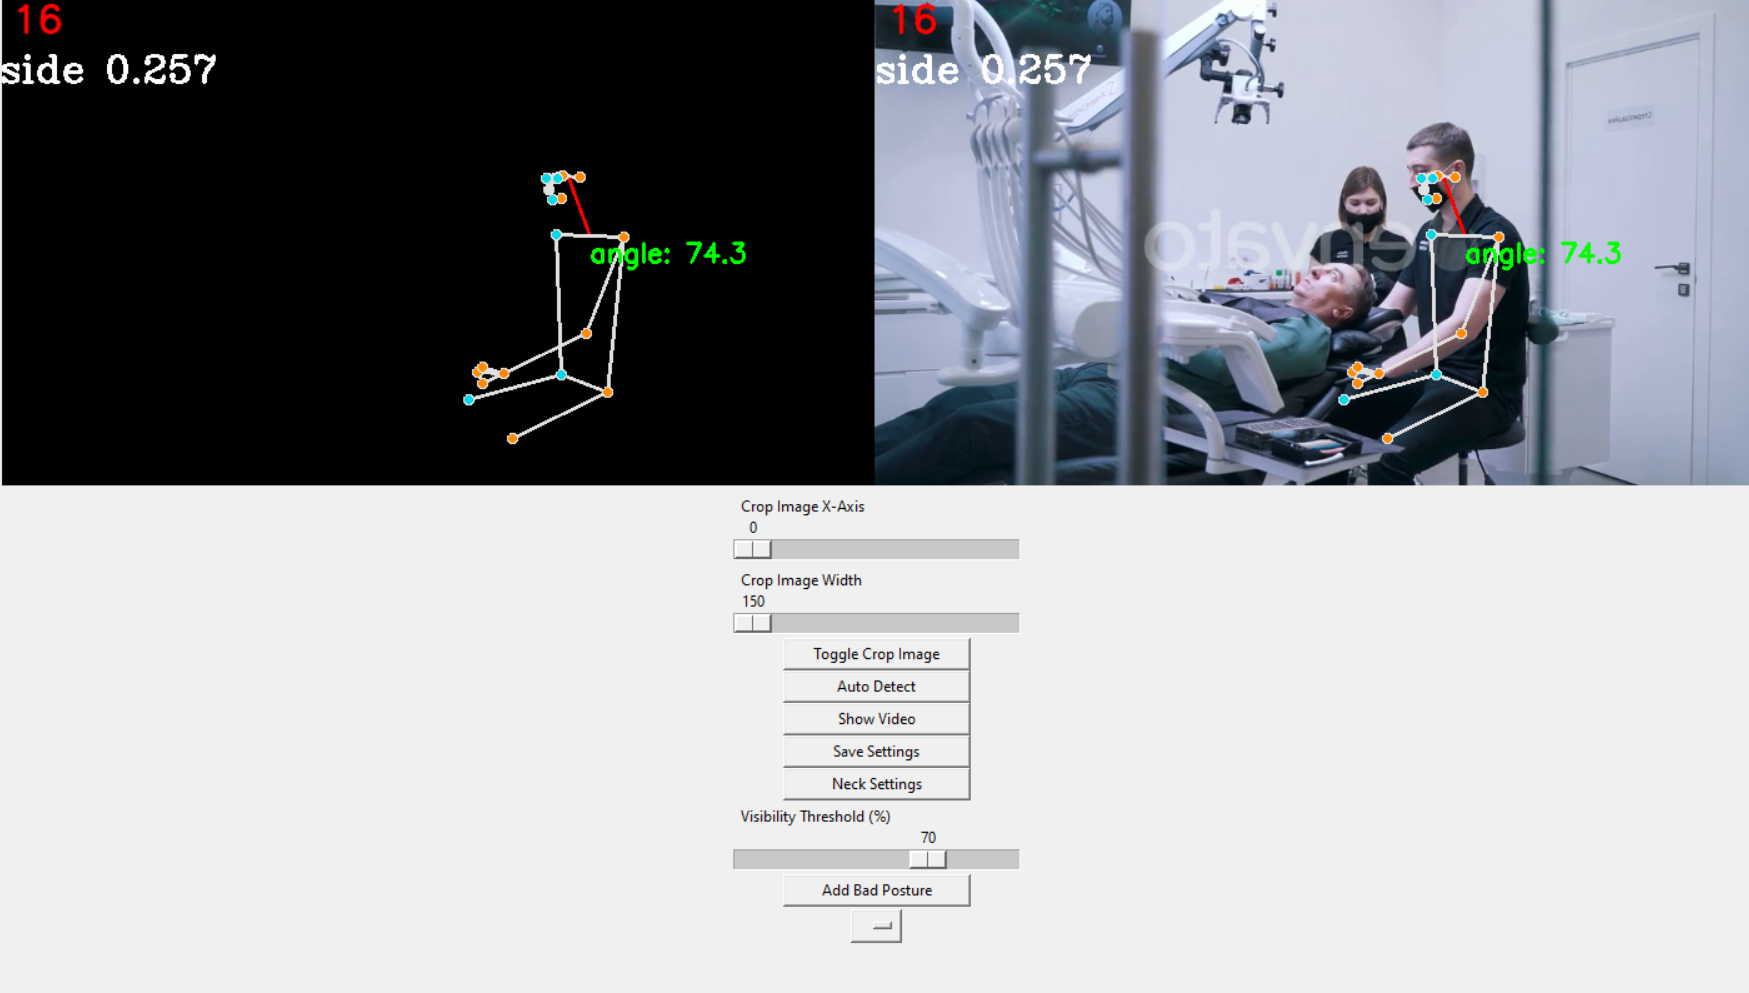 16
side 0.257
angle: 74.3
16
side 0.257
envato
angle: 74.3
Crop Image X-Axis
0
Crop Image Width
150
Toggle Crop Image
Auto Detect
Show Video
Save Settings
Neck Settings
Visibility Threshold (%)
70
Add Bad Posture